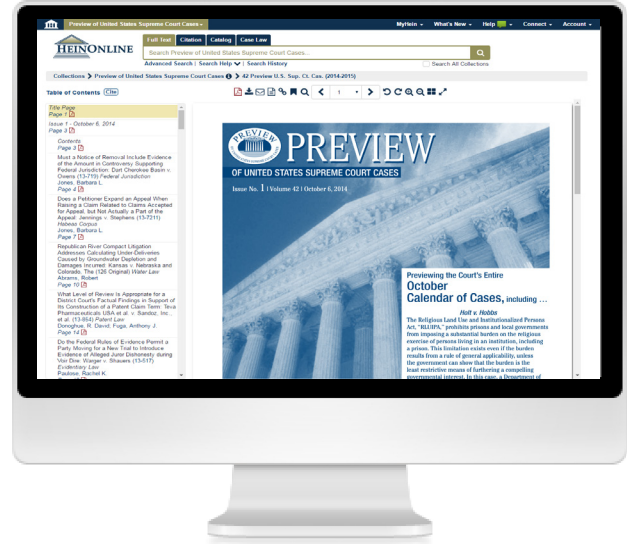 Preview of United States Supreme Court Cases
MyHein What's New Help Connect Account
HEINONLINE
Full Text Citation Catalog Case Law
Search Preview of United States Supreme Court Cases...
Advanced Search | Search Help | Search History
Search All Collections
Collections > Preview of United States Supreme Court Cases > 42 Preview U.S. Sup. Ct. Cas. (2014-2015)
Table of Contents Cite
1
Title Page
Page 1
Issue 1 - October 6, 2014
Page 3
Contents
Page 3
Must a Notice of Removal Include Evidence
of the Amount in Controversy Supporting
Federal Jurisdiction: Dart Cherokee Basin v.
Owens (13-719) Federal Jurisdiction
Jones, Barbara L.
Page 4
Does a Petitioner Expand an Appeal When
Raising a Claim Related to Claims Accepted
for Appeal, but Not Actually a Part of the
Appeal: Jennings v. Stephens (13-7211)
Habeas Corpus
Jones, Barbara L.
Page 7
Republican River Compact Litigation
Addresses Calculating Under-Deliveries
Caused by Groundwater Depletion and
Damages Incurred: Kansas v. Nebraska and
Colorado, The (126 Original) Water Law
Abrams, Robert
Page 10
What Level of Review Is Appropriate for a
District Court's Factual Findings in Support of
Its Construction of a Patent Claim Term: Teva
Pharmaceuticals USA et al. v. Sandoz, Inc.,
et al. (13-854) Patent Law
Donoghue, R. David; Fuga, Anthony J.
Page 14
Do the Federal Rules of Evidence Permit a
Party Moving for a New Trial to Introduce
Evidence of Alleged Juror Dishonesty during
Voir Dire: Warger v. Shauers (13-517)
Evidentiary Law
Paulose, Rachel K.
PREVIEW
PREVIEW
OF UNITED STATES SUPREME COURT CASES
Issue No. 1 | Volume 42 | October 6, 2014
Previewing the Court's Entire
October
Calendar of Cases, including …
Holt v. Hobbs
The Religious Land Use and Institutionalized Persons
Act, "RLUIPA," prohibits prisons and local governments
from imposing a substantial burden on the religious
exercise of persons living in an institution, including
a prison. This limitation exists even if the burden
results from a rule of general applicability, unless
the government can show that the burden is the
least restrictive means of furthering a compelling
governmental interest. In this case, a Department of